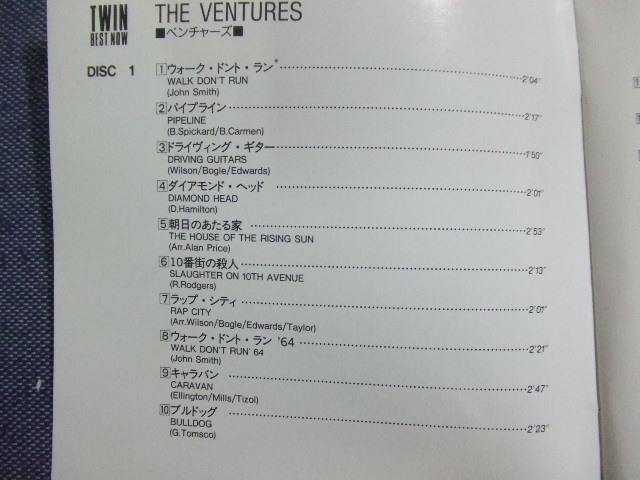 TWIN
BEST NOW
THE VENTURES
■ベンチャーズ■
DISC 1
1 ウォーク・ドント・ラン* 2'04"
WALK DON'T RUN
(John Smith)
2 パイプライン 2'17"
PIPELINE
(B.Spickard/B.Carmen)
3 ドライヴィング・ギター 1'50"
DRIVING GUITARS
(Wilson/Bogle/Edwards)
4 ダイアモンド・ヘッド 2'01"
DIAMOND HEAD
(D.Hamilton)
5 朝日のあたる家 2'53"
THE HOUSE OF THE RISING SUN
(Arr.Alan Price)
6 10番街の殺人 2'13"
SLAUGHTER ON 10TH AVENUE
(R.Rodgers)
7 ラップ・シティ 2'01"
RAP CITY
(Arr.Wilson/Bogle/Edwards/Taylor)
8 ウォーク・ドント・ラン '64 2'21"
WALK DON'T RUN' 64
(John Smith)
9 キャラバン 2'47"
CARAVAN
(Ellington/Mills/Tizol)
10 ブルドッグ 2'23"
BULLDOG
(G.Tomsco)